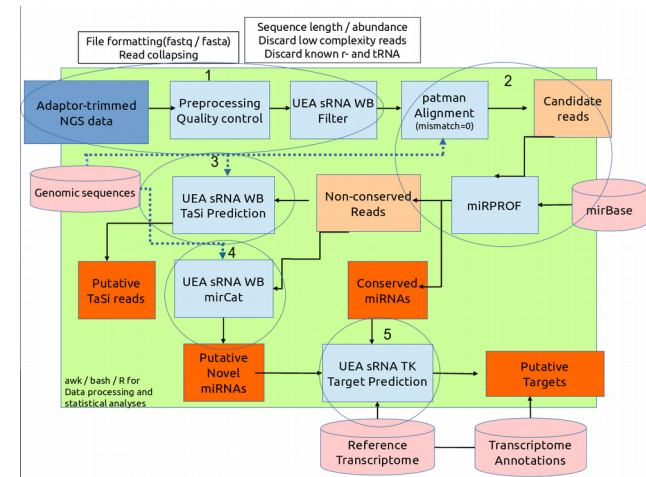 File formatting(fastq / fasta)
Read collapsing
Sequence length / abundance
Discard low complexity reads
Discard known r- and tRNA
1
2
Adaptor-trimmed
NGS data
Preprocessing
Quality control
UEA sRNA WB
Filter
patman
Alignment
(mismatch=0)
Candidate
reads
3
Genomic sequences
UEA sRNA WB
TaSi Prediction
Non-conserved
Reads
miRPROF
mirBase
4
Putative
TaSi reads
UEA sRNA WB
mirCat
Conserved
miRNAs
5
Putative
Novel
miRNAs
UEA sRNA TK
Target Prediction
Putative
Targets
awk / bash / R for
Data processing and
statistical analyses
Reference
Transcriptome
Transcriptome
Annotations